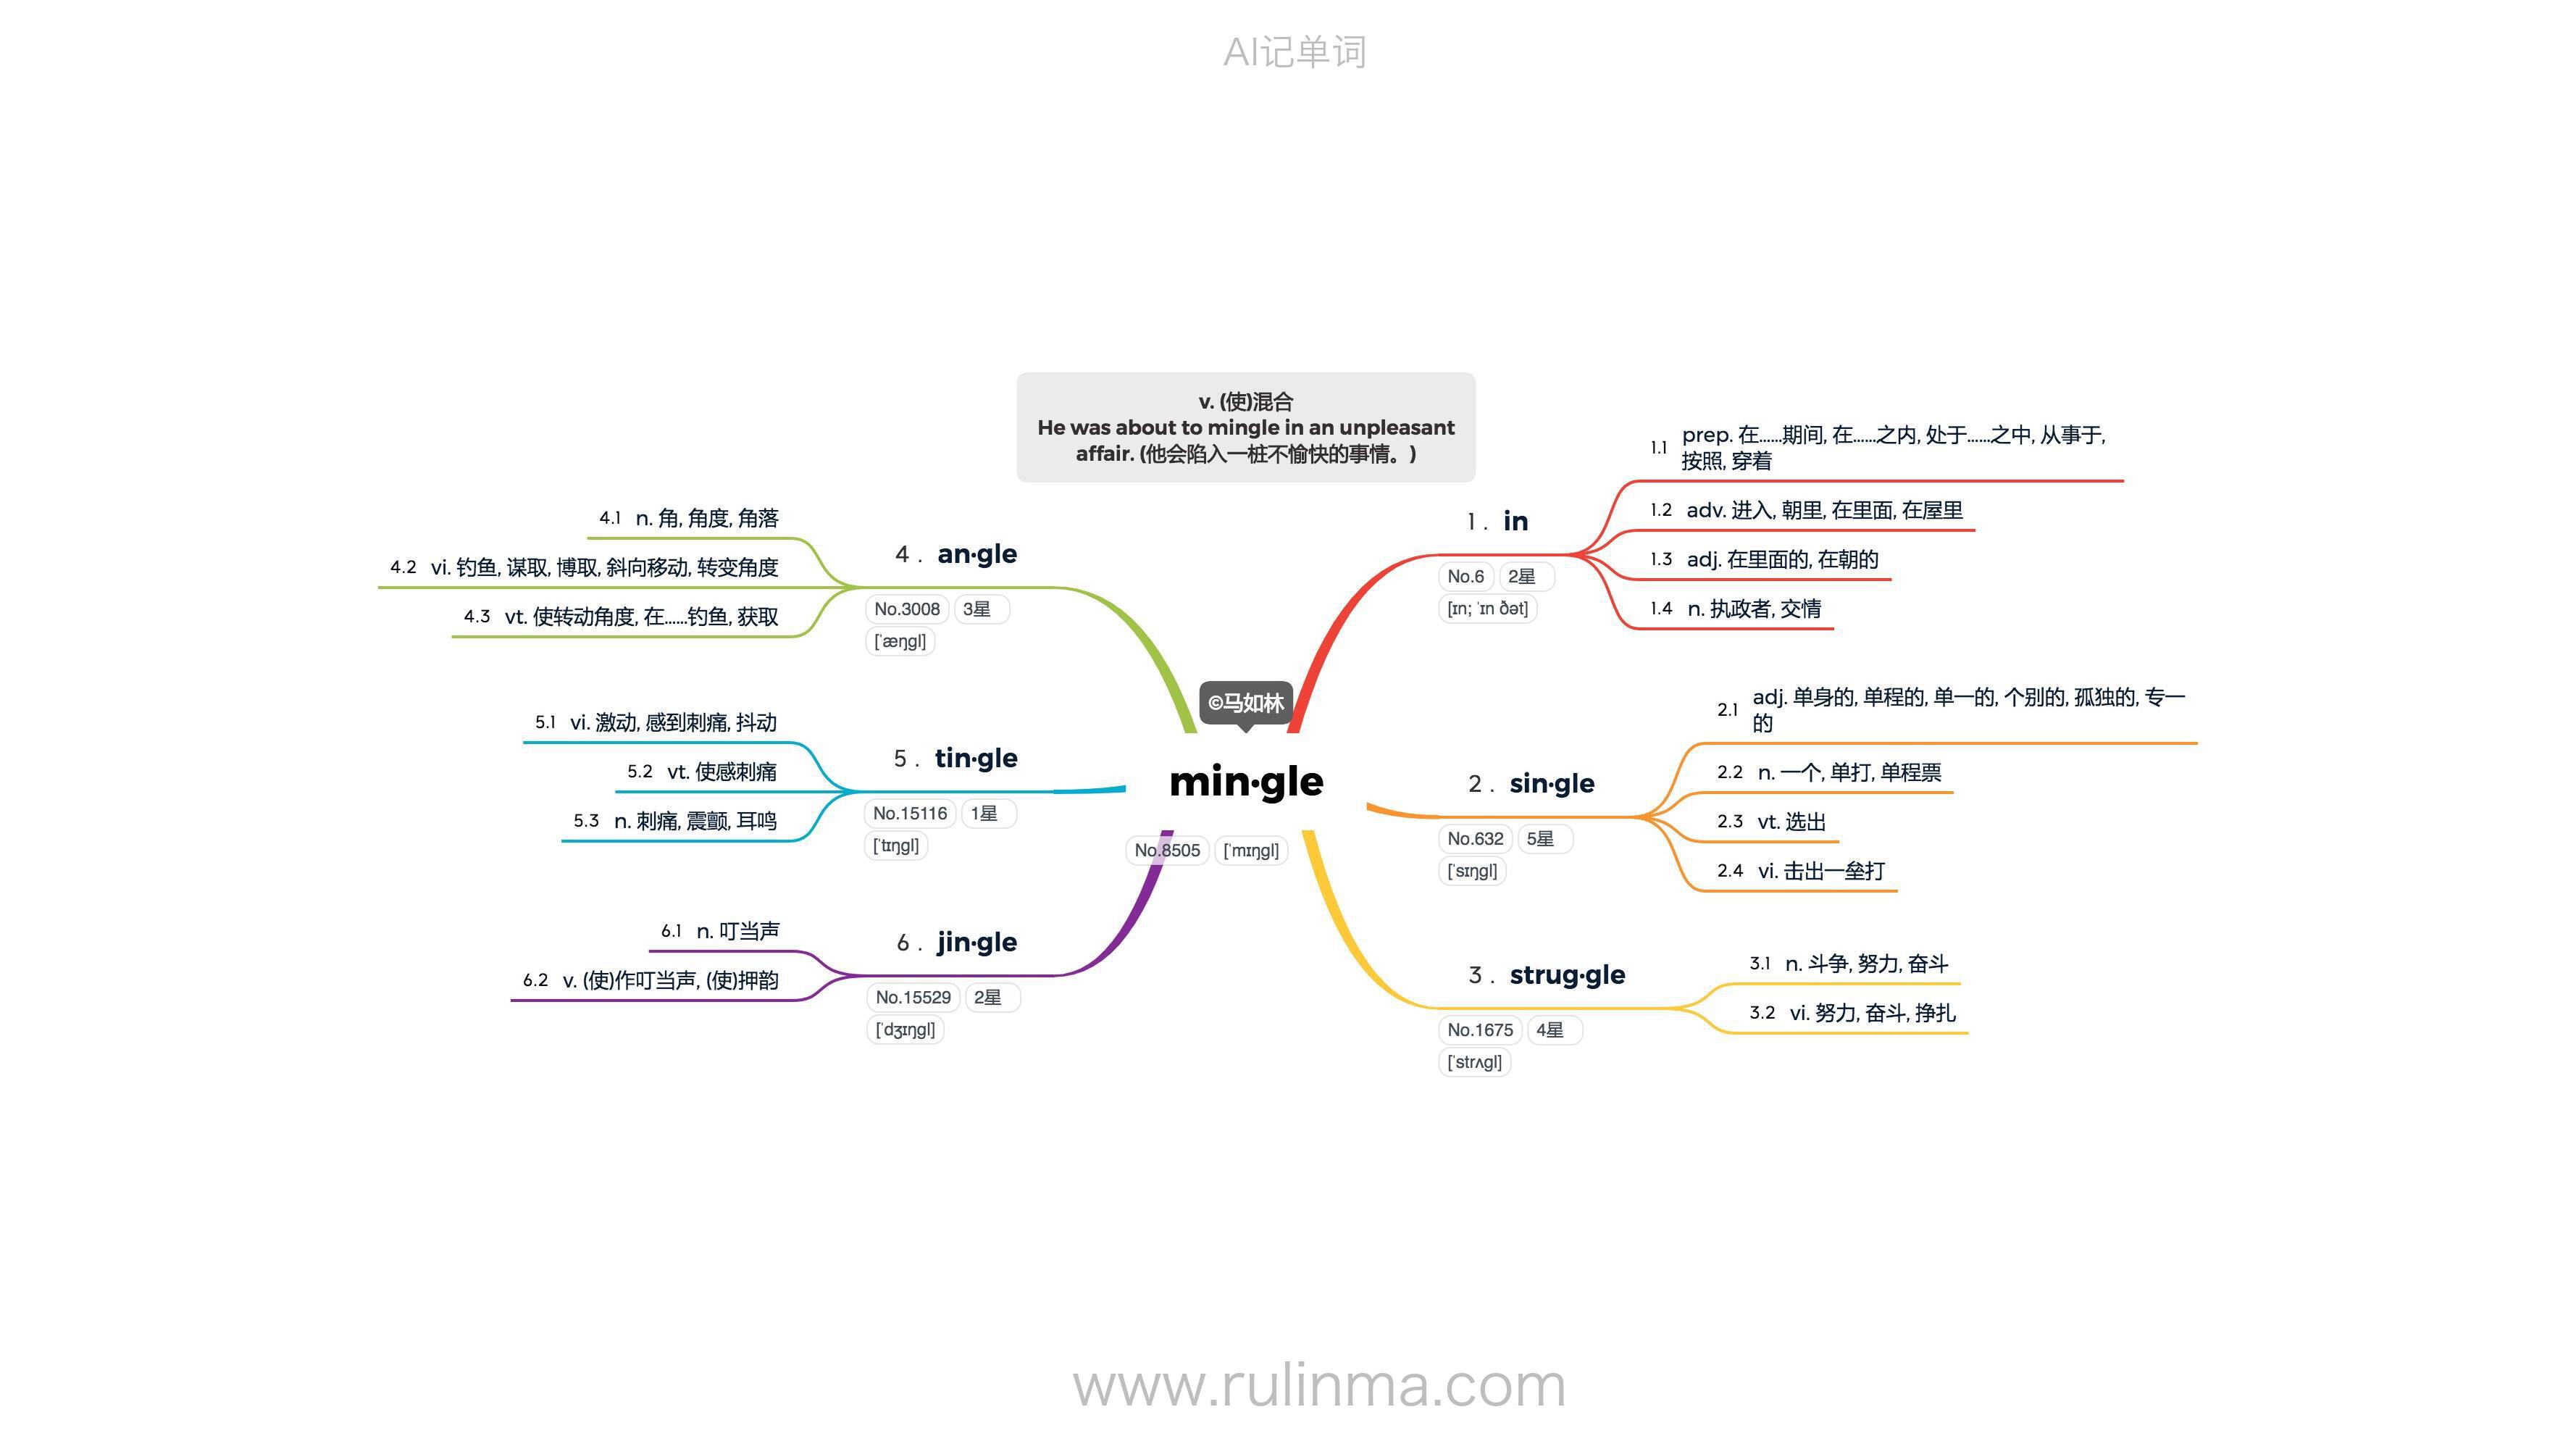 AI记单词
v. (使)混合
He was about to mingle in an unpleasant
affair. (他会陷入一桩不愉快的事情。)
©马如林
min·gle
No.8505 [ˈmɪŋgl]
1. in
No.6 2星
[ɪn; ˈɪn ðət]
1.1 prep. 在......期间, 在......之内, 处于......之中, 从事于,
按照, 穿着
1.2 adv. 进入, 朝里, 在里面, 在屋里
1.3 adj. 在里面的, 在朝的
1.4 n. 执政者, 交情
2. sin·gle
No.632 5星
[ˈsɪŋgl]
2.1 adj. 单身的, 单程的, 单一的, 个别的, 孤独的, 专一
的
2.2 n. 一个, 单打, 单程票
2.3 vt. 选出
2.4 vi. 击出一垒打
3. strug·gle
No.1675 4星
[ˈstrʌgl]
3.1 n. 斗争, 努力, 奋斗
3.2 vi. 努力, 奋斗, 挣扎
4. an·gle
No.3008 3星
[ˈæŋgl]
4.1 n. 角, 角度, 角落
4.2 vi. 钓鱼, 谋取, 博取, 斜向移动, 转变角度
4.3 vt. 使转动角度, 在......钓鱼, 获取
5. tin·gle
No.15116 1星
[ˈtɪŋgl]
5.1 vi. 激动, 感到刺痛, 抖动
5.2 vt. 使感刺痛
5.3 n. 刺痛, 震颤, 耳鸣
6. jin·gle
No.15529 2星
[ˈdʒɪŋgl]
6.1 n. 叮当声
6.2 v. (使)作叮当声, (使)押韵
www.rulinma.com